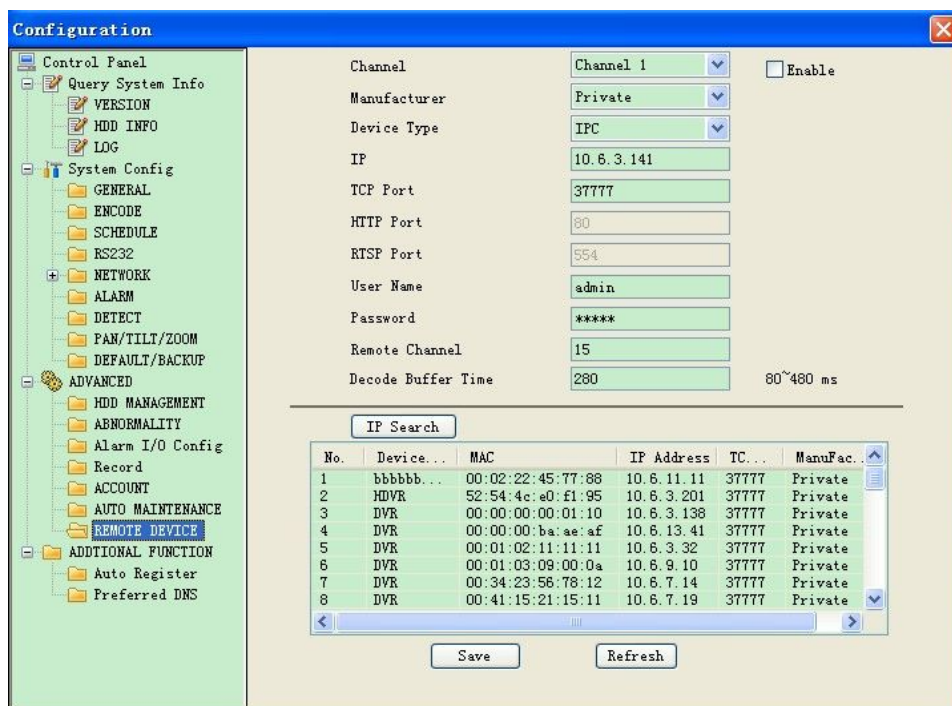 Configuration
Control Panel
Query System Info
VERSION
HDD INFO
LOG
System Config
GENERAL
ENCODE
SCHEDULE
RS232
NETWORK
ALARM
DETECT
PAN/TILT/ZOOM
DEFAULT/BACKUP
ADVANCED
HDD MANAGEMENT
ABNORMALITY
Alarm I/O Config
Record
ACCOUNT
AUTO MAINTENANCE
REMOTE DEVICE
ADDTIONAL FUNCTION
Auto Register
Preferred DNS
Channel Channel 1 Enable
Manufacturer Private
Device Type IPC
IP 10.6.3.141
TCP Port 37777
HTTP Port 80
RTSP Port 554
User Name admin
Password *****
Remote Channel 15
Decode Buffer Time 280 80~480 ms
IP Search
No. Device... MAC IP Address TC... ManuFac..
1 bbbbbb... 00:02:22:45:77:88 10.6.11.11 37777 Private
2 HDVR 52:54:4c:e0:f1:95 10.6.3.201 37777 Private
3 DVR 00:00:00:00:01:10 10.6.3.138 37777 Private
4 DVR 00:00:00:ba:ae:af 10.6.13.41 37777 Private
5 DVR 00:01:02:11:11:11 10.6.3.32 37777 Private
6 DVR 00:01:03:09:00:0a 10.6.9.10 37777 Private
7 DVR 00:34:23:56:78:12 10.6.7.14 37777 Private
8 DVR 00:41:15:21:15:11 10.6.7.19 37777 Private
Save Refresh